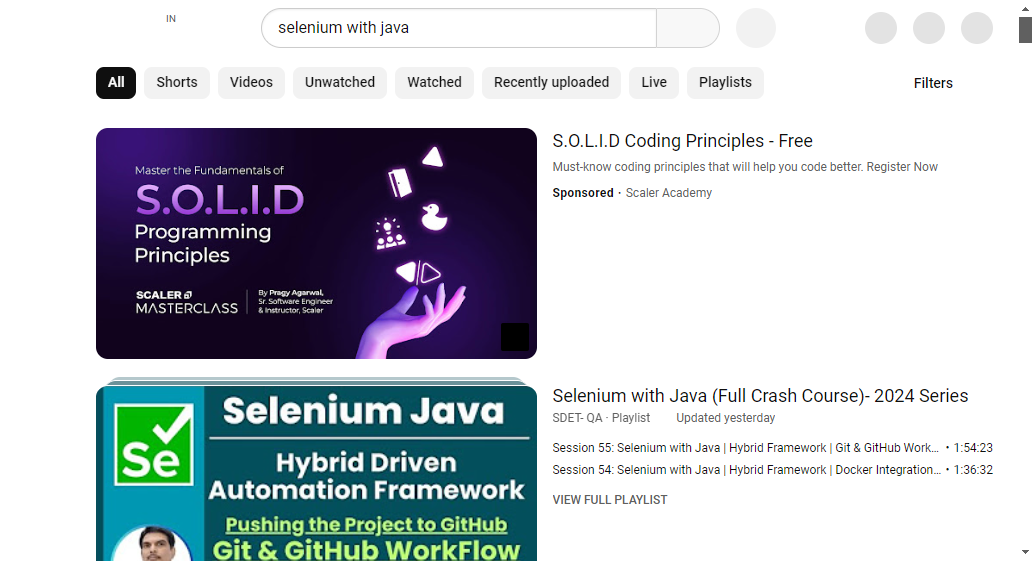 IN
selenium with java
All
Shorts
Videos
Unwatched
Watched
Recently uploaded
Live
Playlists
Filters
Master the Fundamentals of
S.O.L.I.D
Programming
Principles
SCALER
MASTERCLASS
By Pragy Agarwal,
Sr. Software Engineer
& Instructor, Scaler
S.O.L.I.D Coding Principles - Free
Must-know coding principles that will help you code better. Register Now
Sponsored · Scaler Academy
Se
Selenium Java
Hybrid Driven
Automation Framework
Pushing the Project to GitHub
Git & GitHub WorkFlow
Selenium with Java (Full Crash Course)- 2024 Series
SDET- QA · Playlist Updated yesterday
Session 55: Selenium with Java | Hybrid Framework | Git & GitHub Work... • 1:54:23
Session 54: Selenium with Java | Hybrid Framework | Docker Integration... • 1:36:32
VIEW FULL PLAYLIST